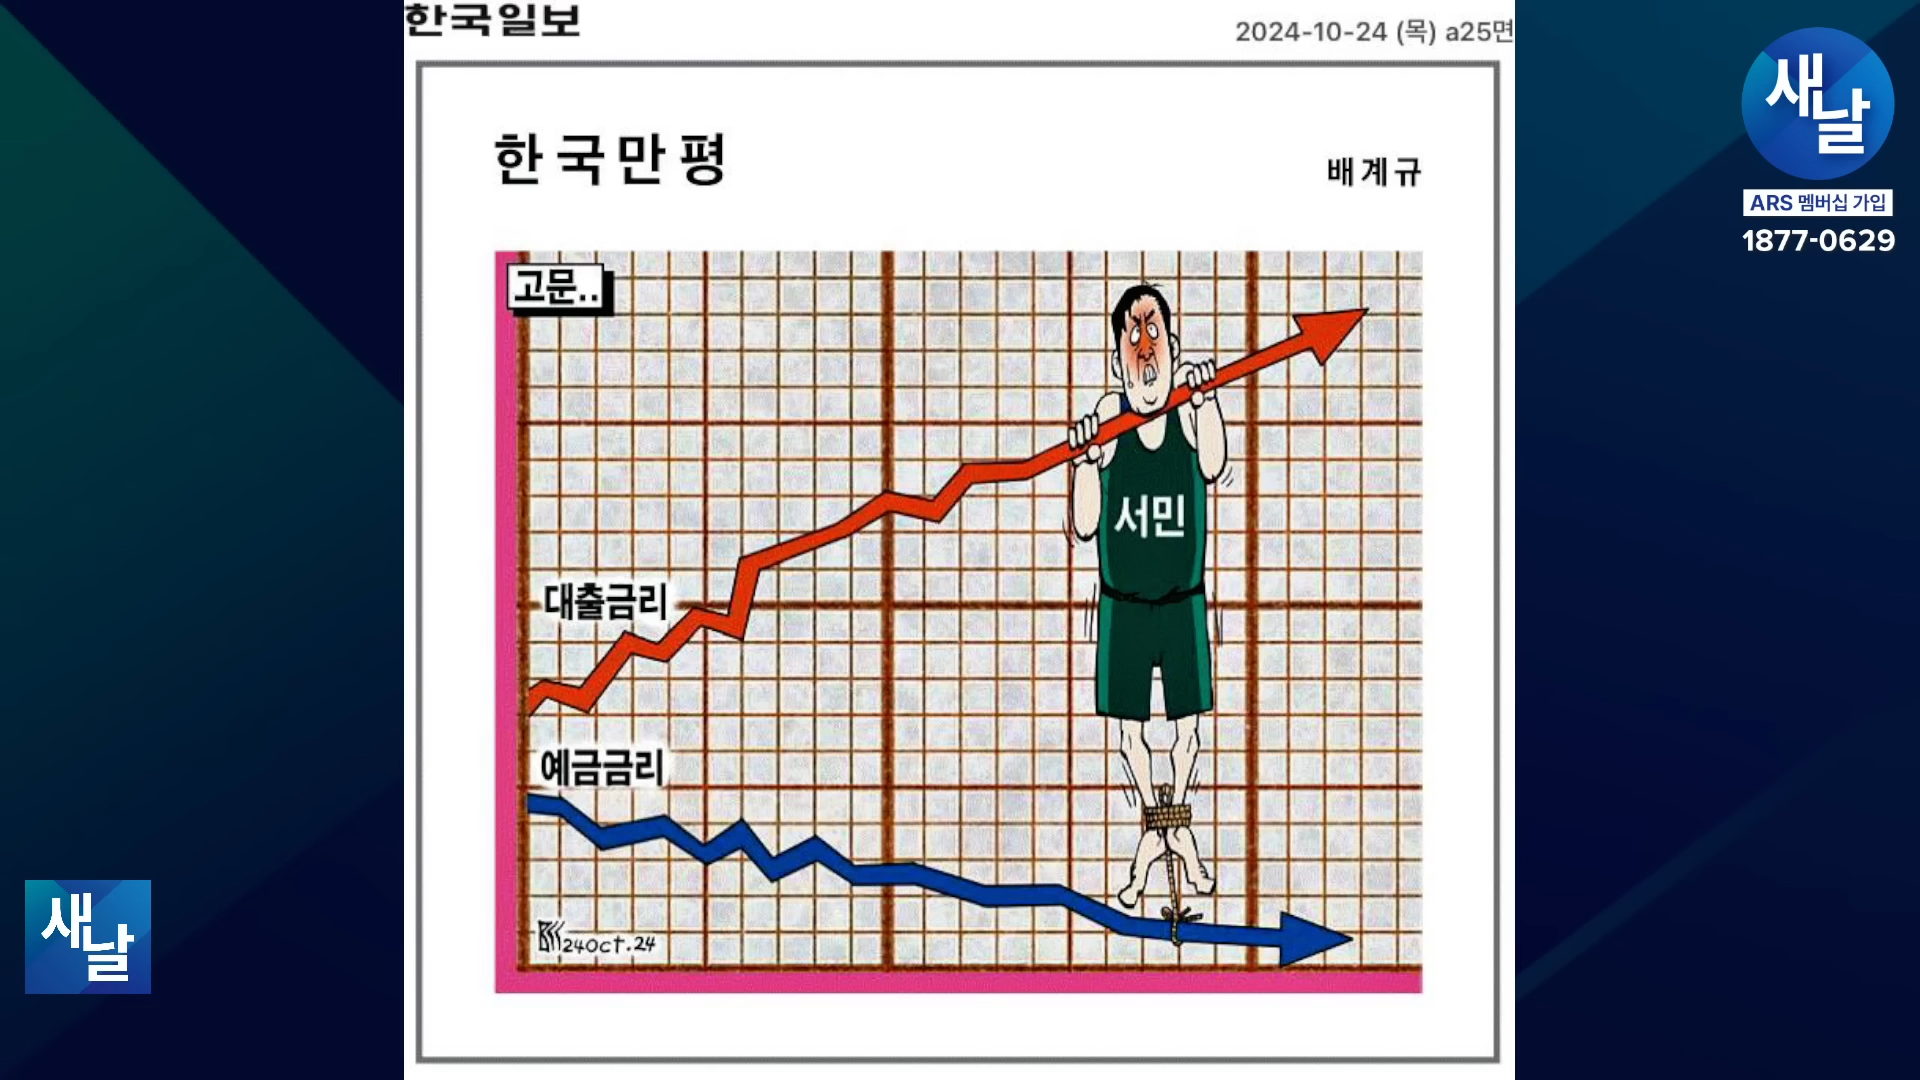 한국일보
2024-10-24 (목) a25면
한국만평
배계규
고문..
서민
대출금리
예금금리
24Oct.24
새날
ARS 멤버십 가입
1877-0629
새날